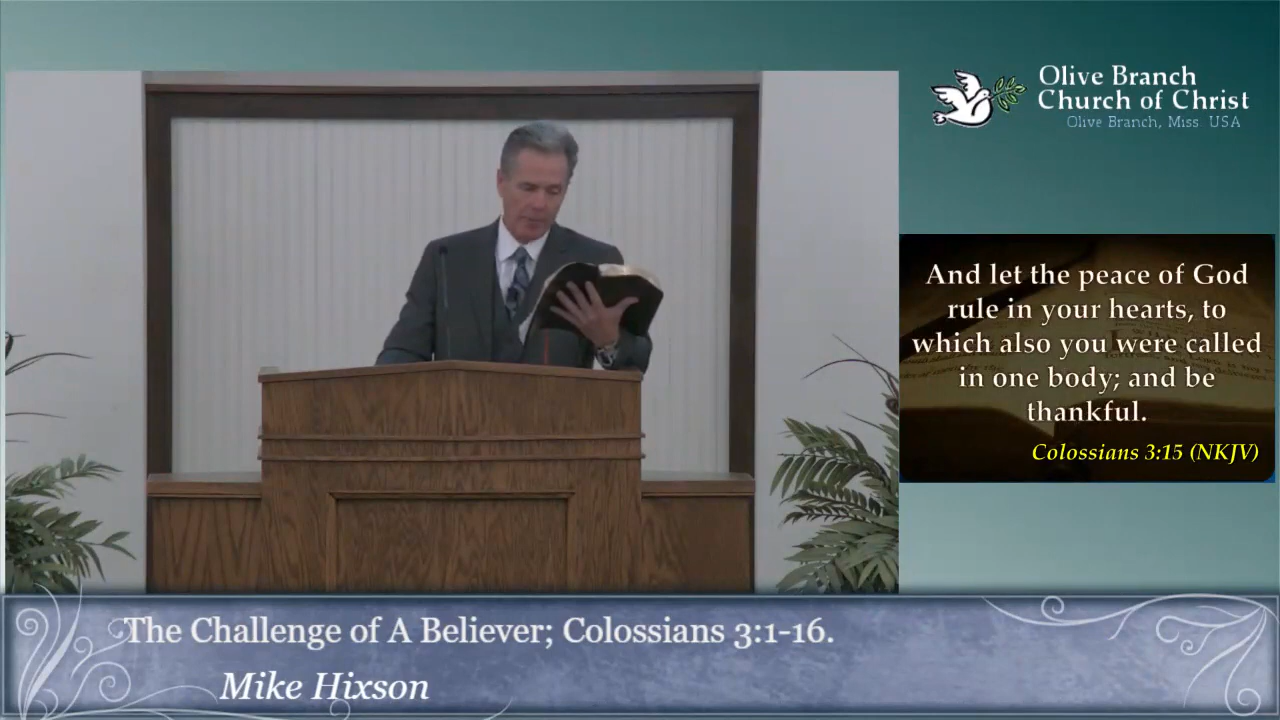 Olive Branch
Church of Christ
Olive Branch, Miss. USA
And let the peace of God
rule in your hearts, to
which also you were called
in one body; and be
thankful.
Colossians 3:15 (NKJV)
The Challenge of A Believer; Colossians 3:1-16.
Mike Hixson